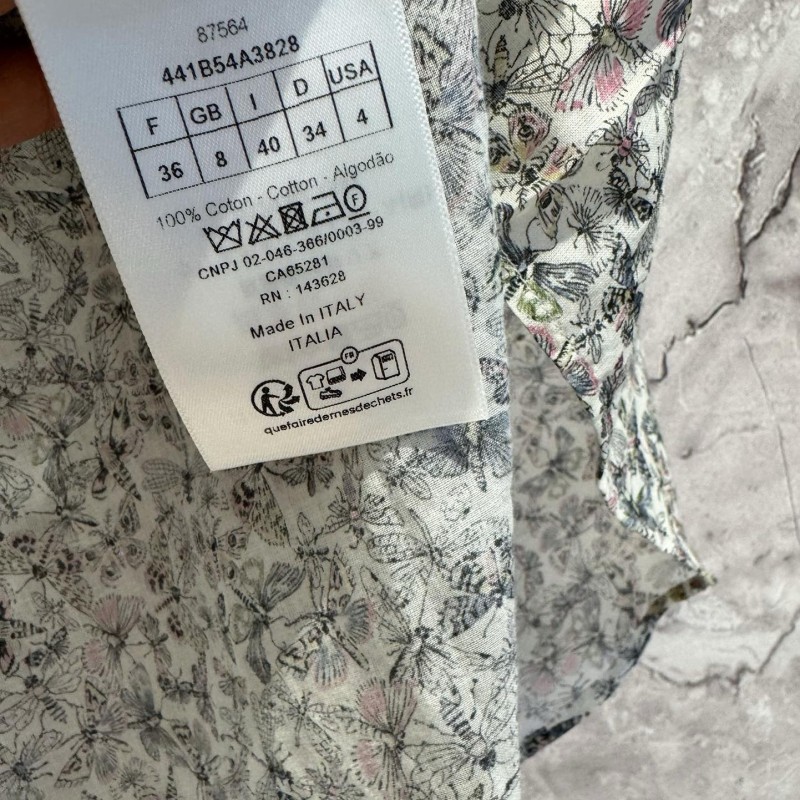 87564
441B54A3828
F GB I D USA
36 8 40 34 4
100% Coton - Cotton - Algodão
F
CNPJ 02-046-366/0003-99
CA65281
RN : 143628
Made In ITALY
ITALIA
FR
quefairedemesdechets.fr